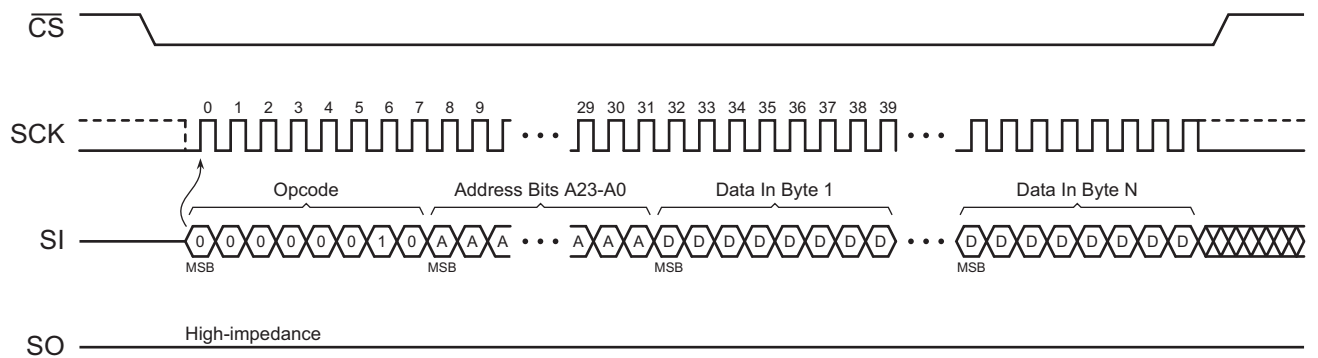 CS
0 1 2 3 4 5 6 7 8 9 29 30 31 32 33 34 35 36 37 38 39
SCK
Opcode Address Bits A23-A0 Data In Byte 1 Data In Byte N
SI 0 0 0 0 0 0 1 0 A A A A A A D D D D D D D D D D D D D D D D
MSB MSB MSB MSB
High-impedance
SO